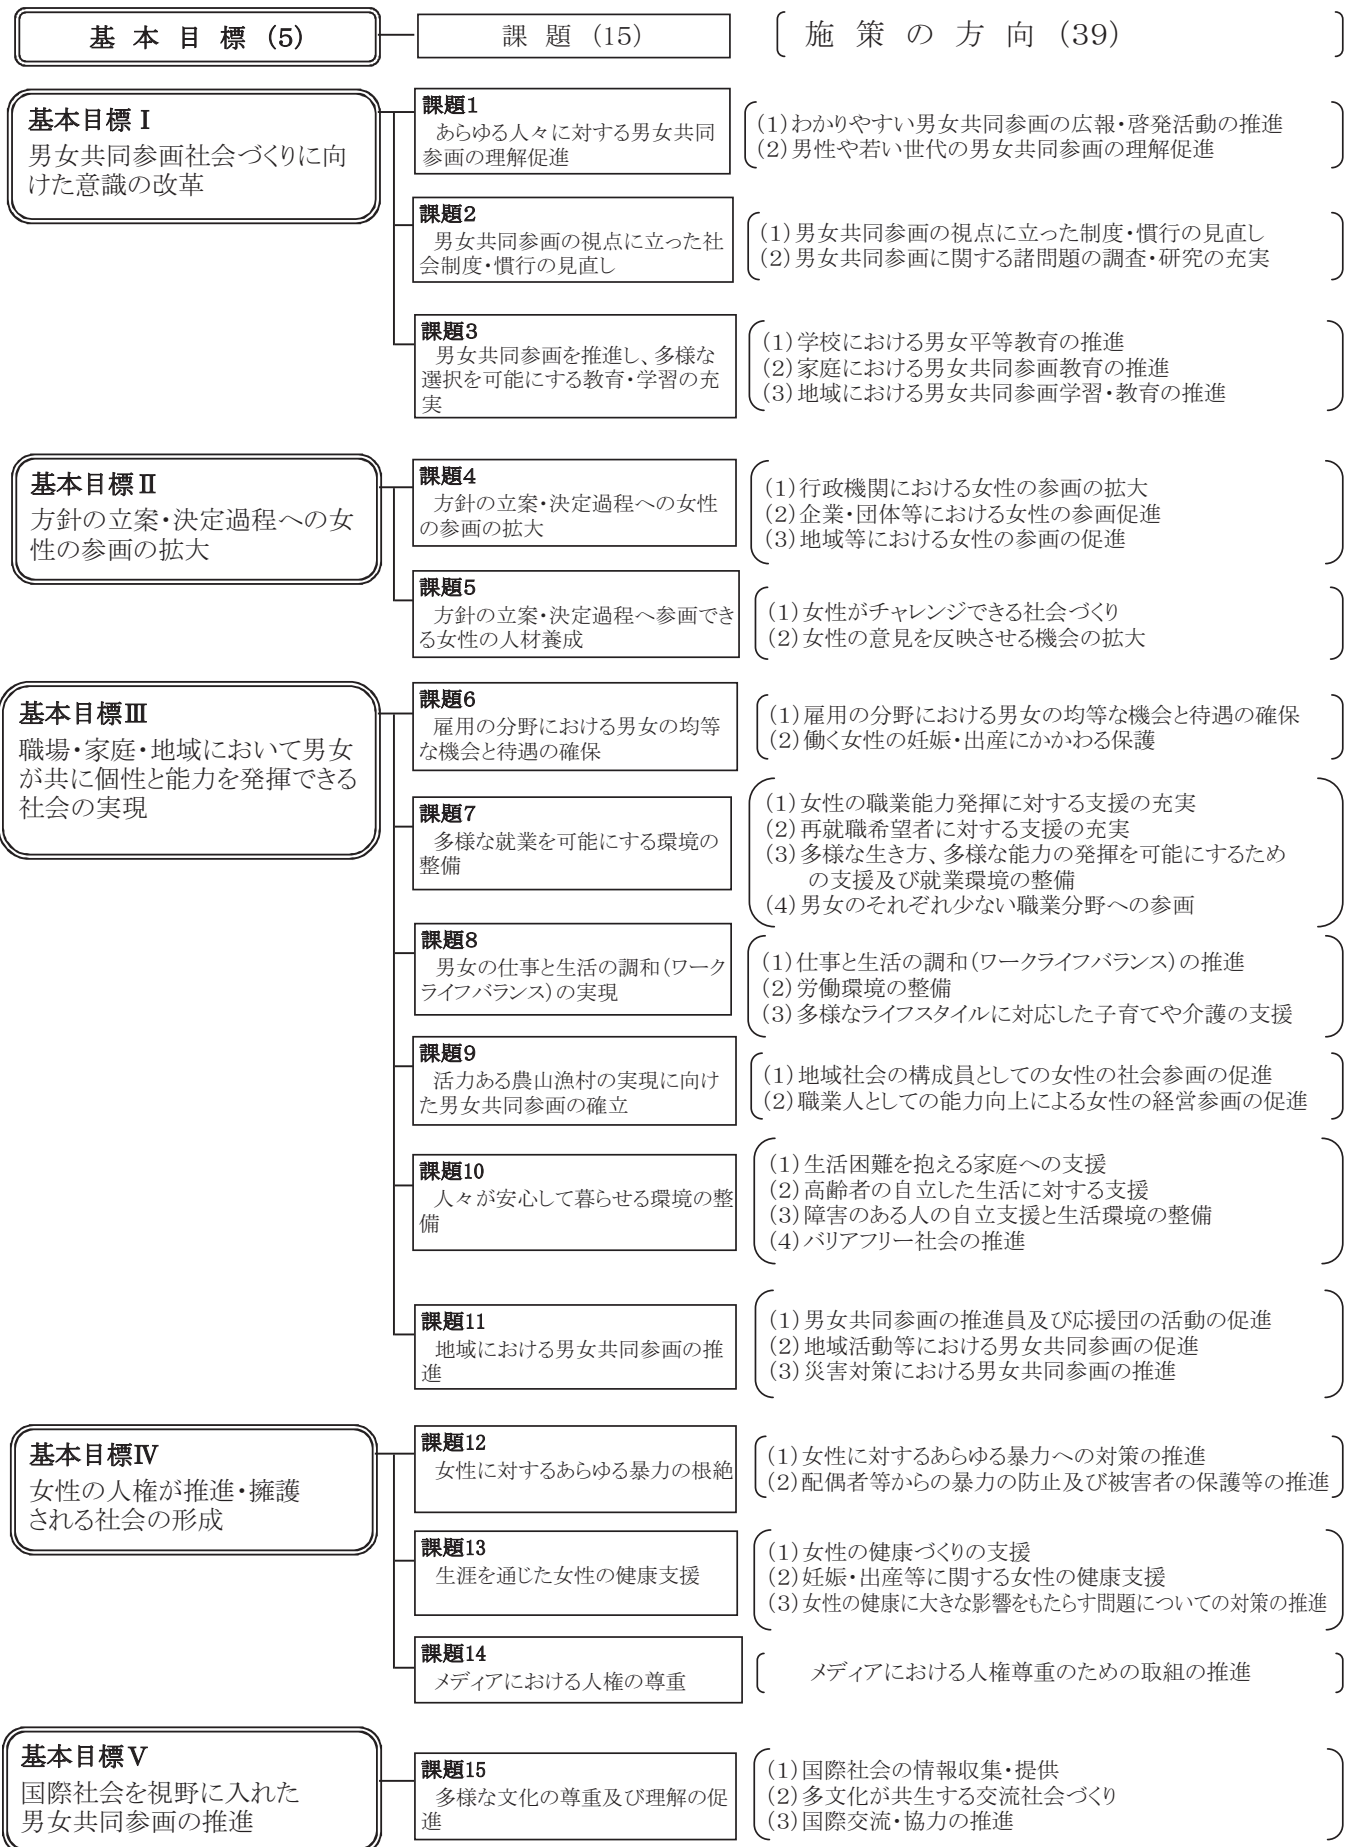 基本目標(5)
課題(15)
施策の方向(39)
基本目標Ⅰ
男女共同参画社会づくりに向
けた意識の改革
課題1
あらゆる人々に対する男女共同
参画の理解促進
(1)わかりやすい男女共同参画の広報・啓発活動の推進
(2)男性や若い世代の男女共同参画の理解促進
課題2
男女共同参画の視点に立った社
会制度・慣行の見直し
(1)男女共同参画の視点に立った制度・慣行の見直し
(2)男女共同参画に関する諸問題の調査・研究の充実
課題3
男女共同参画を推進し、多様な
選択を可能にする教育・学習の充
実
(1)学校における男女平等教育の推進
(2)家庭における男女共同参画教育の推進
(3)地域における男女共同参画学習・教育の推進
基本目標Ⅱ
方針の立案・決定過程への女
性の参画の拡大
課題4
方針の立案・決定過程への女性
の参画の拡大
(1)行政機関における女性の参画の拡大
(2)企業・団体等における女性の参画促進
(3)地域等における女性の参画の促進
課題5
方針の立案・決定過程へ参画でき
る女性の人材養成
(1)女性がチャレンジできる社会づくり
(2)女性の意見を反映させる機会の拡大
基本目標Ⅲ
職場・家庭・地域において男女
が共に個性と能力を発揮できる
社会の実現
課題6
雇用の分野における男女の均等
な機会と待遇の確保
(1)雇用の分野における男女の均等な機会と待遇の確保
(2)働く女性の妊娠・出産にかかわる保護
課題7
多様な就業を可能にする環境の
整備
(1)女性の職業能力発揮に対する支援の充実
(2)再就職希望者に対する支援の充実
(3)多様な生き方、多様な能力の発揮を可能にするため
の支援及び就業環境の整備
(4)男女のそれぞれ少ない職業分野への参画
課題8
男女の仕事と生活の調和(ワーク
ライフバランス)の実現
(1)仕事と生活の調和(ワークライフバランス)の推進
(2)労働環境の整備
(3)多様なライフスタイルに対応した子育てや介護の支援
課題9
活力ある農山漁村の実現に向け
た男女共同参画の確立
(1)地域社会の構成員としての女性の社会参画の促進
(2)職業人としての能力向上による女性の経営参画の促進
課題10
人々が安心して暮らせる環境の整
備
(1)生活困難を抱える家庭への支援
(2)高齢者の自立した生活に対する支援
(3)障害のある人の自立支援と生活環境の整備
(4)バリアフリー社会の推進
課題11
地域における男女共同参画の推
進
(1)男女共同参画の推進員及び応援団の活動の促進
(2)地域活動等における男女共同参画の促進
(3)災害対策における男女共同参画の推進
基本目標Ⅳ
女性の人権が推進・擁護
される社会の形成
課題12
女性に対するあらゆる暴力の根絶
(1)女性に対するあらゆる暴力への対策の推進
(2)配偶者等からの暴力の防止及び被害者の保護等の推進
課題13
生涯を通じた女性の健康支援
(1)女性の健康づくりの支援
(2)妊娠・出産等に関する女性の健康支援
(3)女性の健康に大きな影響をもたらす問題についての対策の推進
課題14
メディアにおける人権の尊重
メディアにおける人権尊重のための取組の推進
基本目標Ⅴ
国際社会を視野に入れた
男女共同参画の推進
課題15
多様な文化の尊重及び理解の促
進
(1)国際社会の情報収集・提供
(2)多文化が共生する交流社会づくり
(3)国際交流・協力の推進